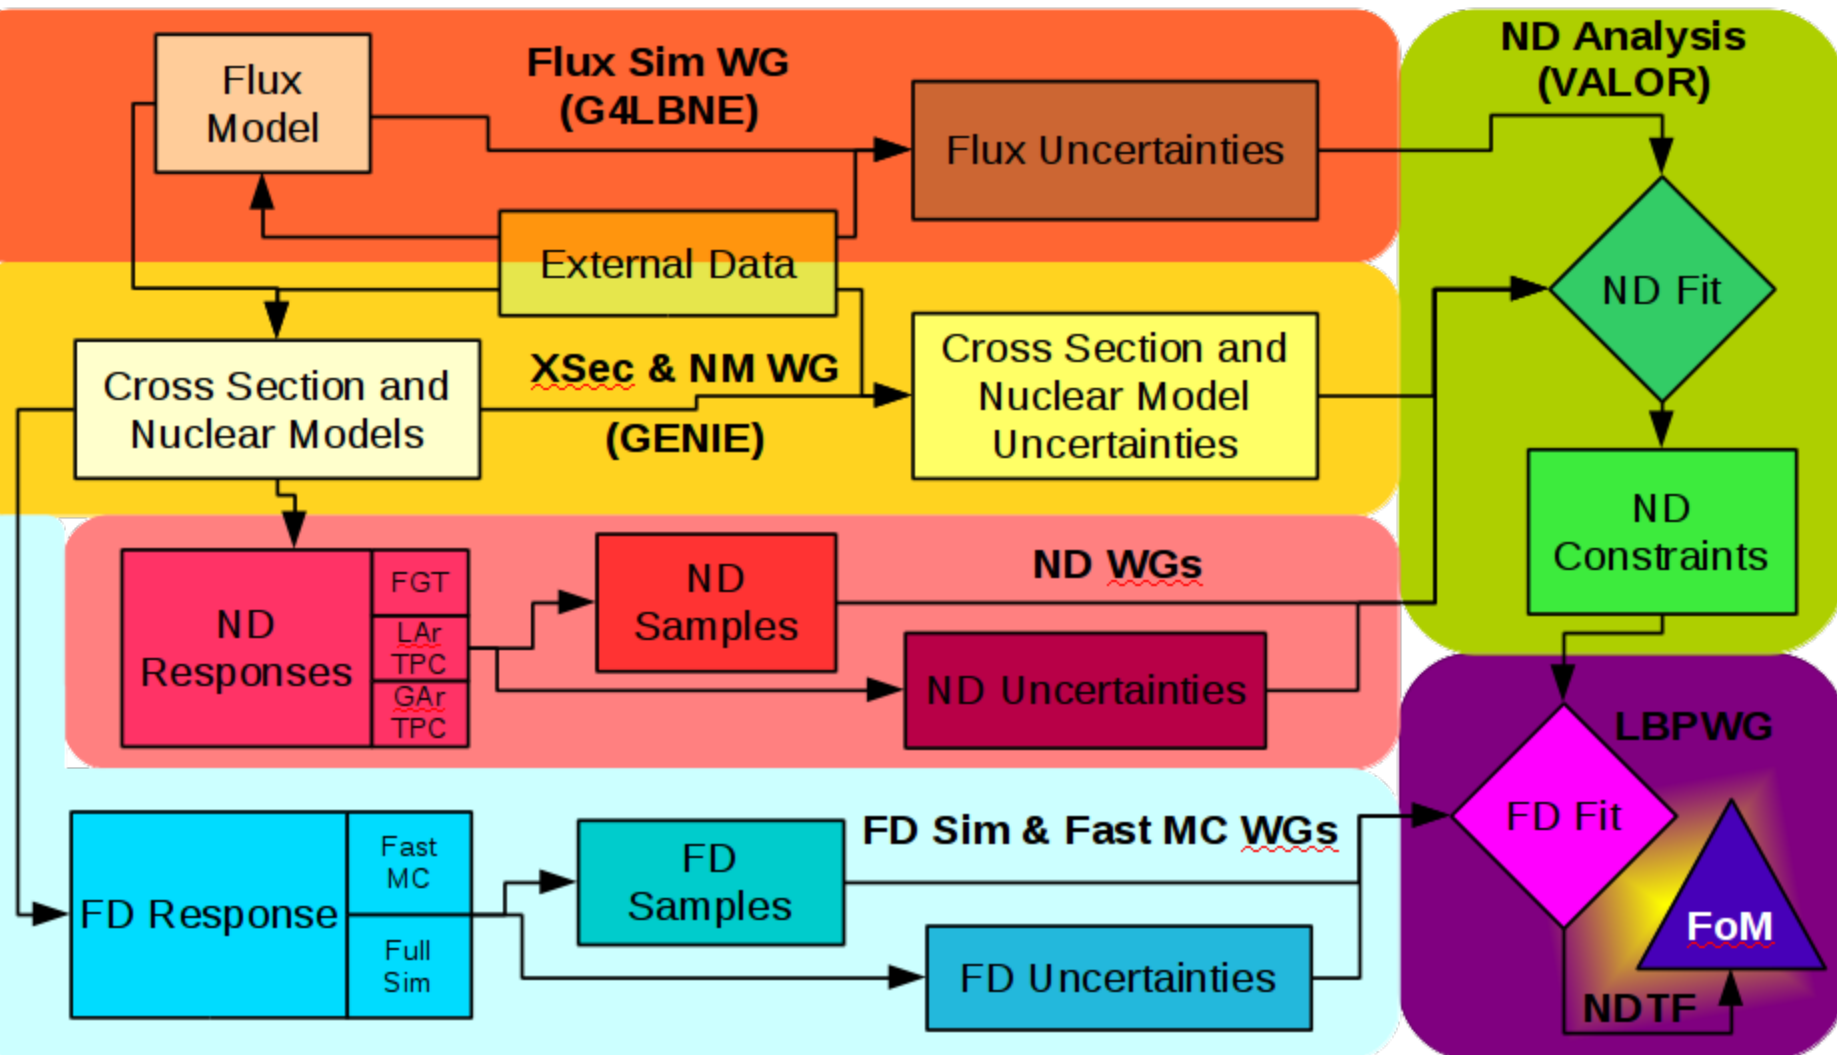 Flux
Model
Flux Sim WG
(G4LBNE)
Flux Uncertainties
ND Analysis
(VALOR)
External Data
ND Fit
Cross Section and
Nuclear Models
XSec & NM WG
(GENIE)
Cross Section and
Nuclear Model
Uncertainties
ND
Constraints
ND
Responses
FGT
LAr
TPC
GAr
TPC
ND
Samples
ND WGs
ND Uncertainties
LBPWG
FD Fit
FoM
NDTF
FD Response
Fast
MC
Full
Sim
FD
Samples
FD Sim & Fast MC WGs
FD Uncertainties